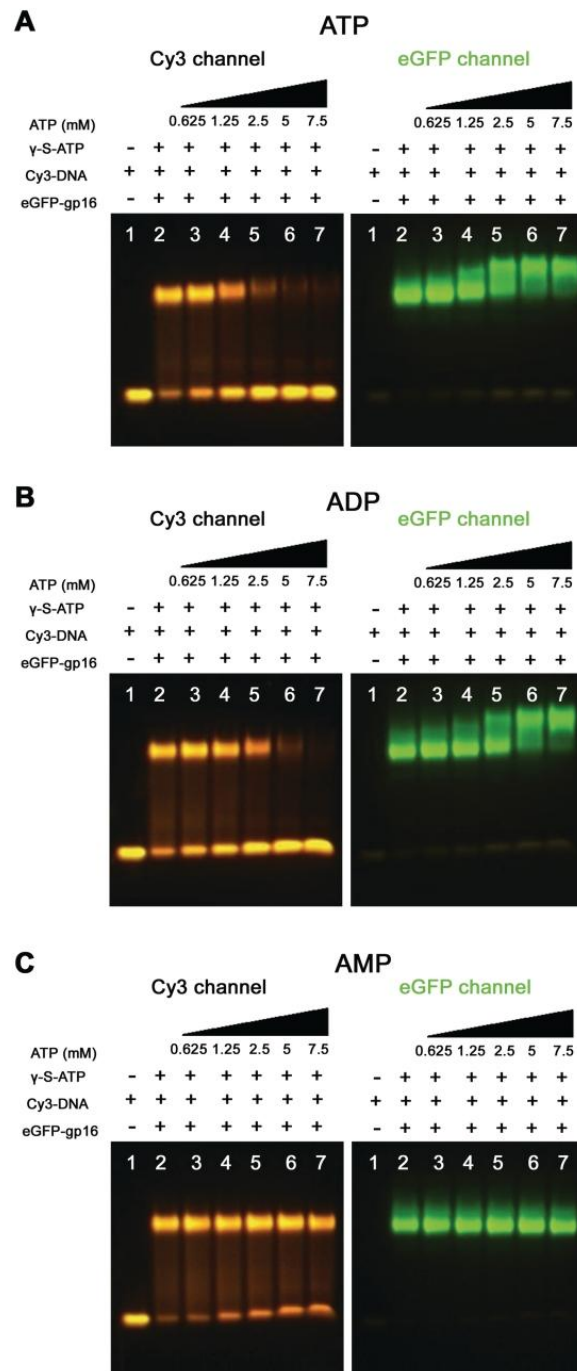 A
ATP
Cy3 channel eGFP channel
ATP (mM) 0.625 1.25 2.5 5 7.5 0.625 1.25 2.5 5 7.5
γ-S-ATP - + + + + + + - + + + + + +
Cy3-DNA + + + + + + + + + + + + + +
eGFP-gp16 - + + + + + + - + + + + + +
1 2 3 4 5 6 7 1 2 3 4 5 6 7
B
ADP
Cy3 channel eGFP channel
ATP (mM) 0.625 1.25 2.5 5 7.5 0.625 1.25 2.5 5 7.5
γ-S-ATP - + + + + + + - + + + + + +
Cy3-DNA + + + + + + + + + + + + + +
eGFP-gp16 - + + + + + + - + + + + + +
1 2 3 4 5 6 7 1 2 3 4 5 6 7
C
AMP
Cy3 channel eGFP channel
ATP (mM) 0.625 1.25 2.5 5 7.5 0.625 1.25 2.5 5 7.5
γ-S-ATP - + + + + + + - + + + + + +
Cy3-DNA + + + + + + + + + + + + + +
eGFP-gp16 - + + + + + + - + + + + + +
1 2 3 4 5 6 7 1 2 3 4 5 6 7